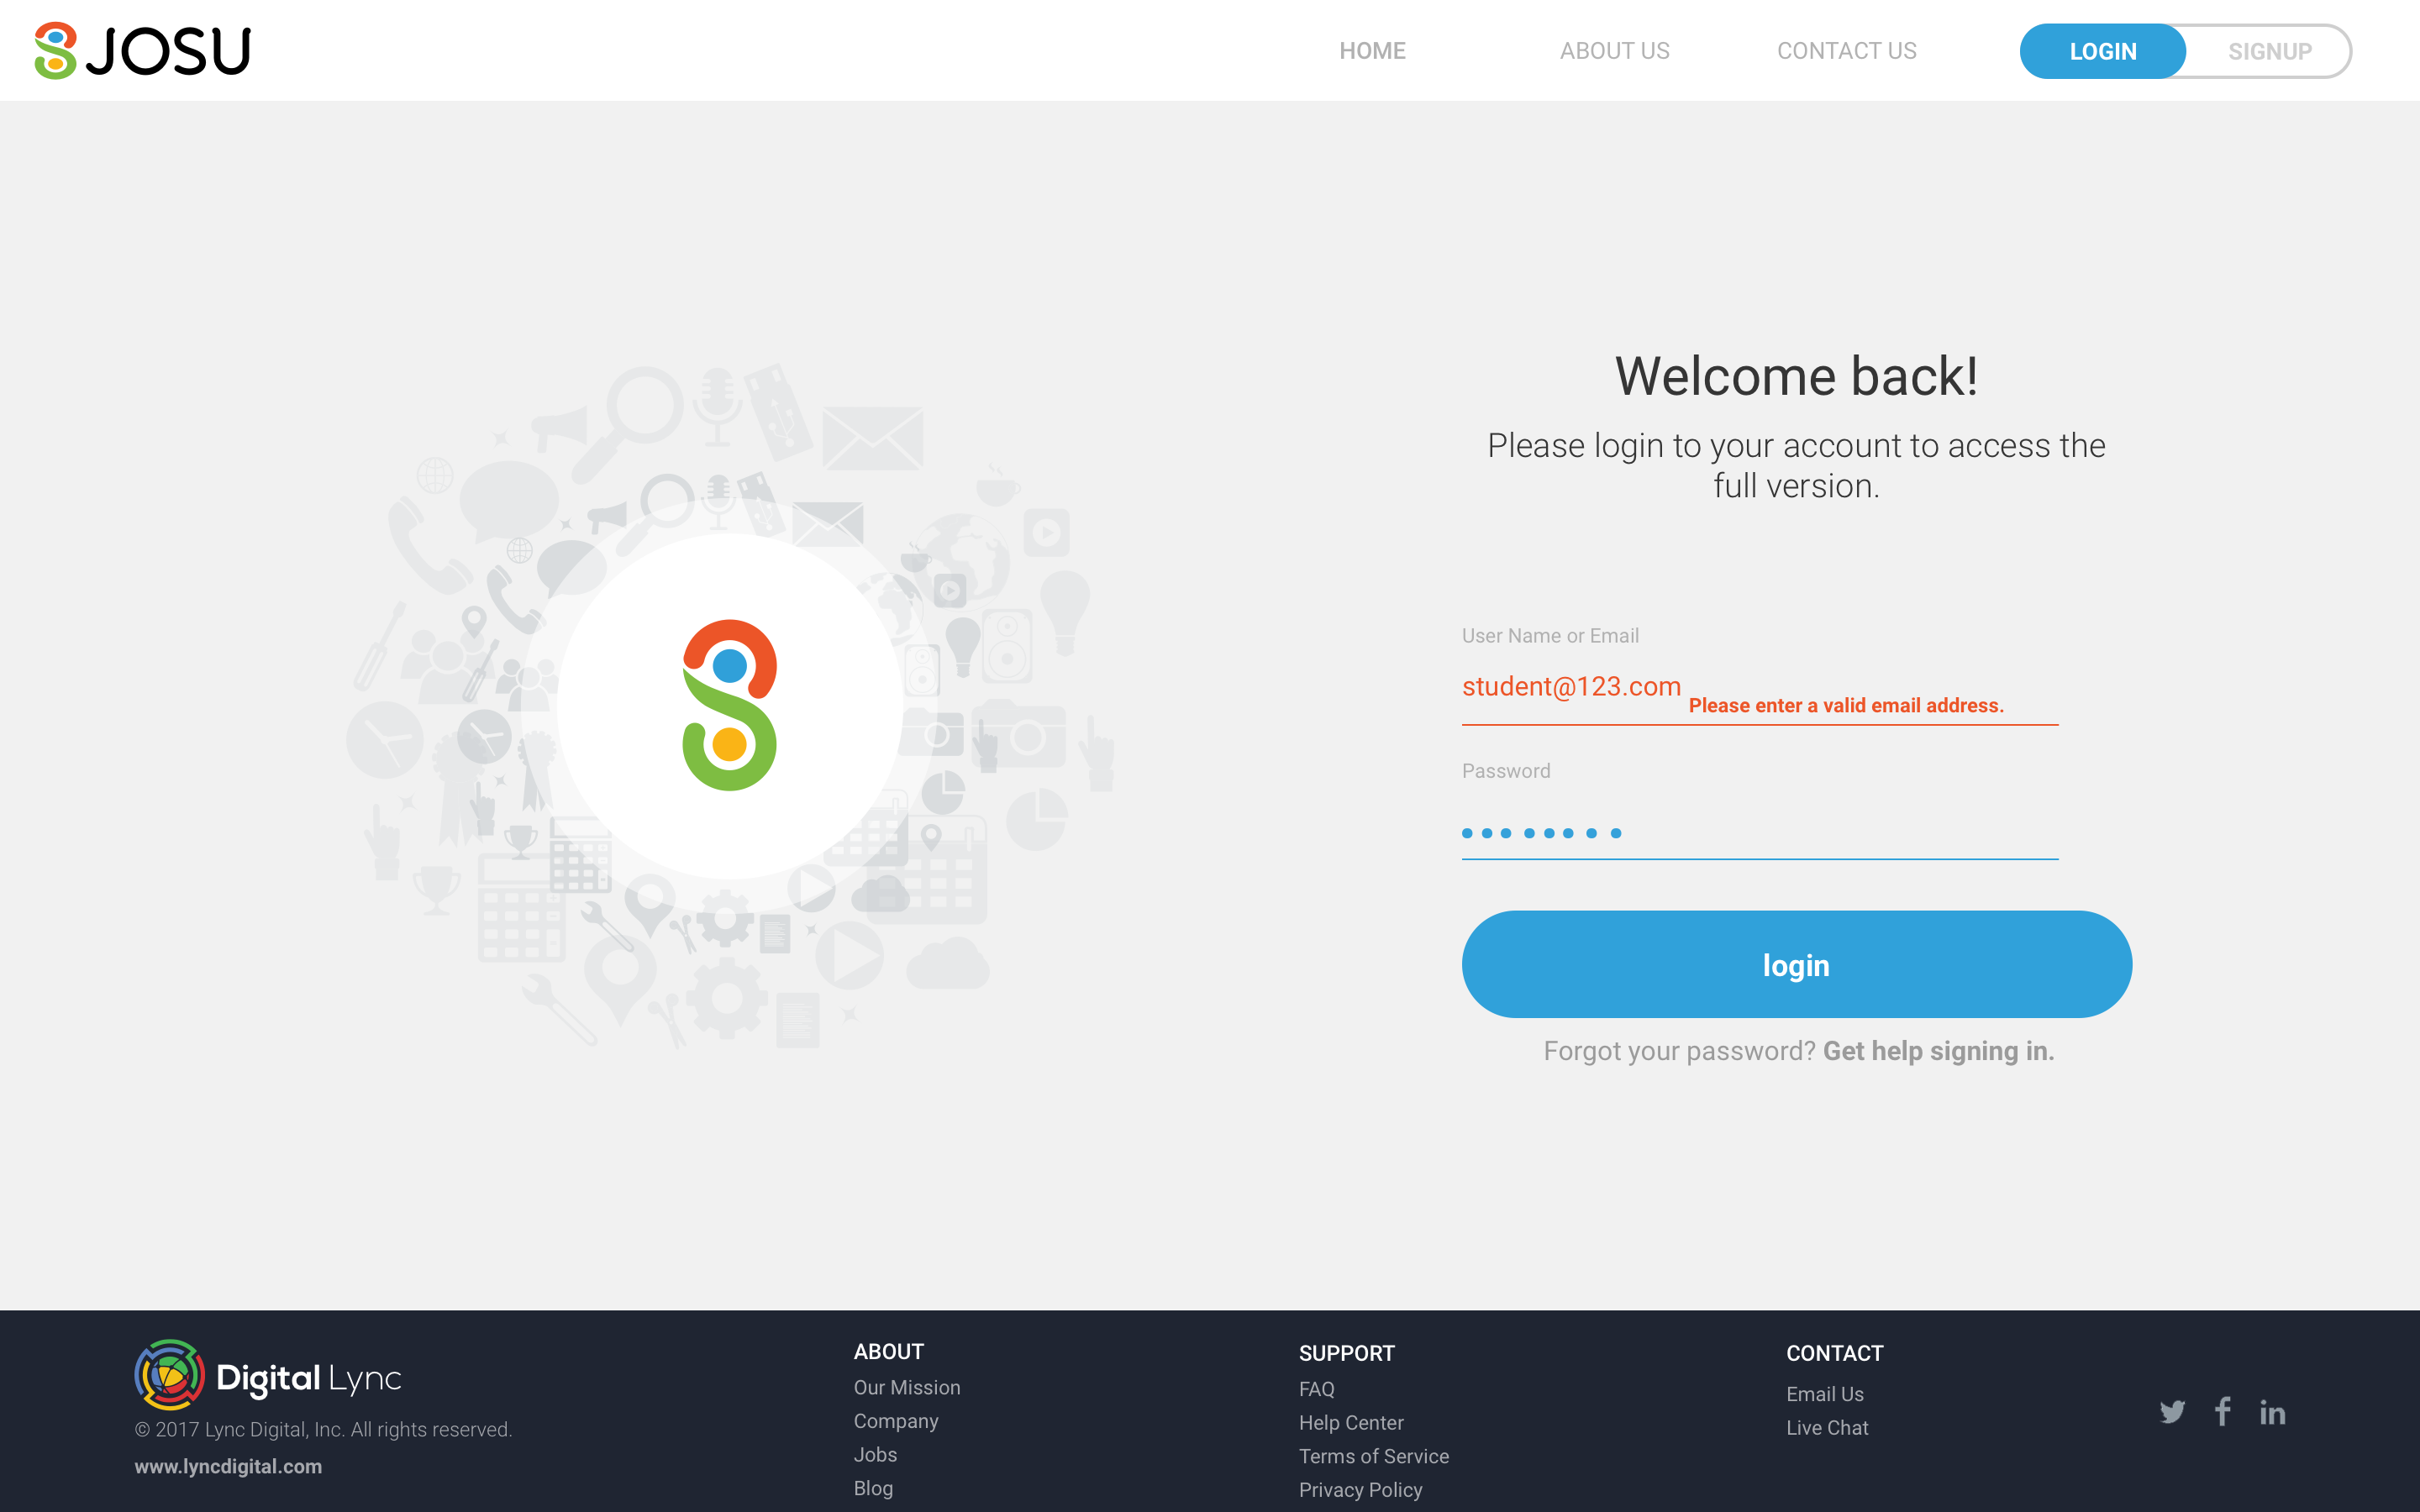 JOSU
HOME
ABOUT US
CONTACT US
LOGIN
SIGNUP
Welcome back!
Please login to your account to access the
full version.
User Name or Email
student@123.com
Please enter a valid email address.
Password
login
Forgot your password? Get help signing in.
Digital Lync
© 2017 Lync Digital, Inc. All rights reserved.
www.lyncdigital.com
ABOUT
Our Mission
Company
Jobs
Blog
SUPPORT
FAQ
Help Center
Terms of Service
Privacy Policy
CONTACT
Email Us
Live Chat